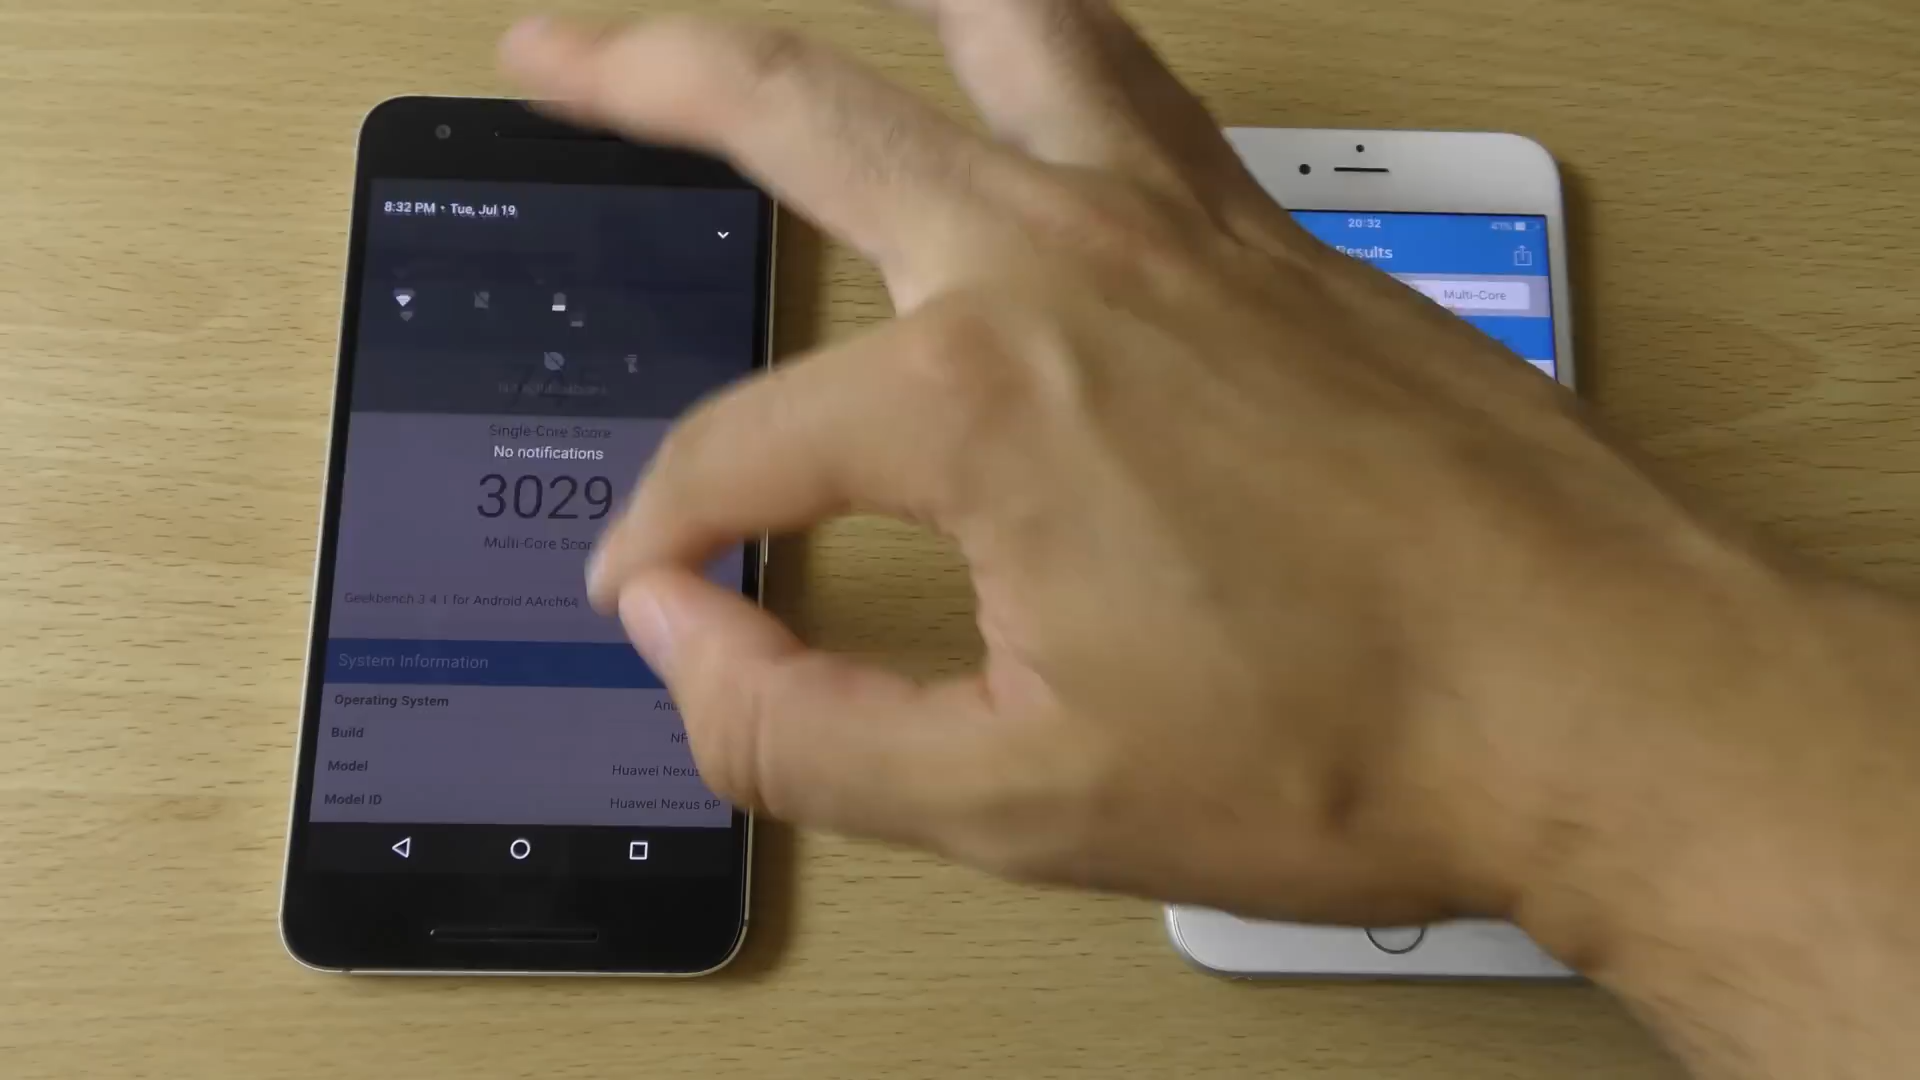 8:32 PM • Tue, Jul 19
Single-Core Score
No notifications
3029
Multi-Core Scor
Geekbench 3.4.1 for Android AArch64
System Information
Operating System
Build
Model Huawei Nexus
Model ID Huawei Nexus 6P
20:32
41%
Results
Multi-Core